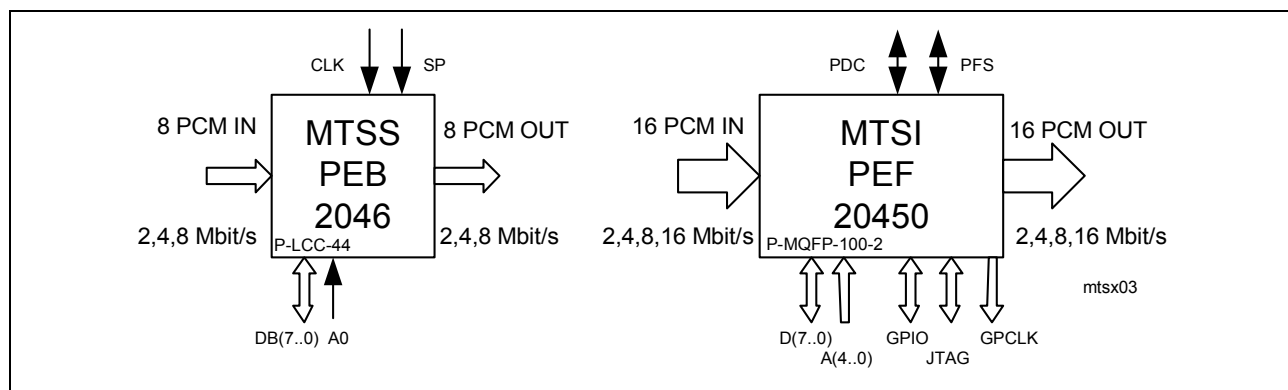 CLK
SP
8 PCM IN
MTSS
PEB
2046
8 PCM OUT
2,4,8 Mbit/s
P-LCC-44
2,4,8 Mbit/s
DB(7..0)
A0
PDC
PFS
16 PCM IN
MTSI
PEF
20450
16 PCM OUT
2,4,8,16 Mbit/s
P-MQFP-100-2
2,4,8,16 Mbit/s
D(7..0)
A(4..0)
GPIO
JTAG
GPCLK
mtsx03